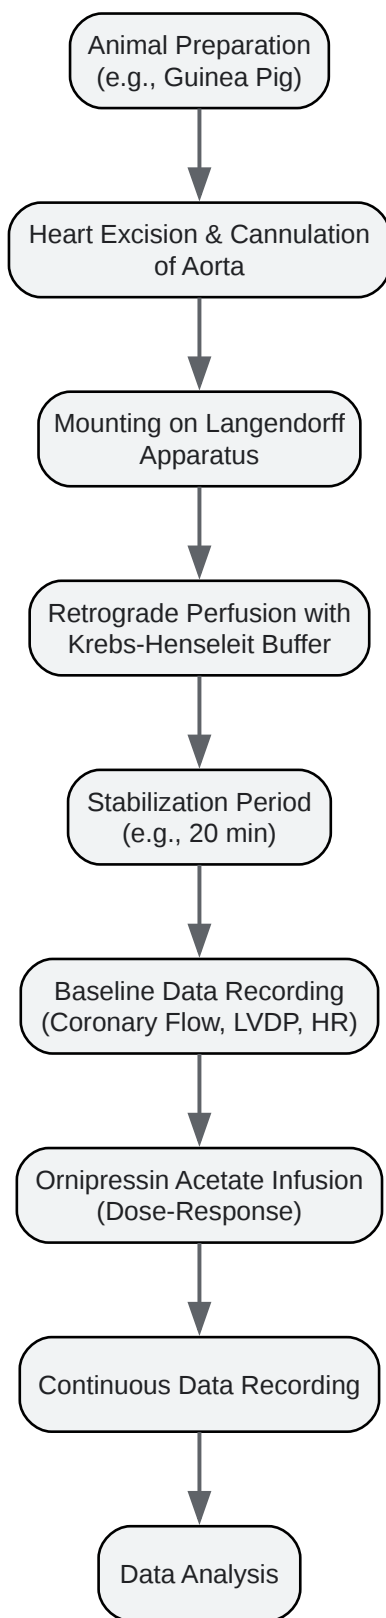 Animal Preparation
(e.g., Guinea Pig)
Heart Excision & Cannulation
of Aorta
Mounting on Langendorff
Apparatus
Retrograde Perfusion with
Krebs-Henseleit Buffer
Stabilization Period
(e.g., 20 min)
Baseline Data Recording
(Coronary Flow, LVDP, HR)
Ornipressin Acetate Infusion
(Dose-Response)
Continuous Data Recording
Data Analysis